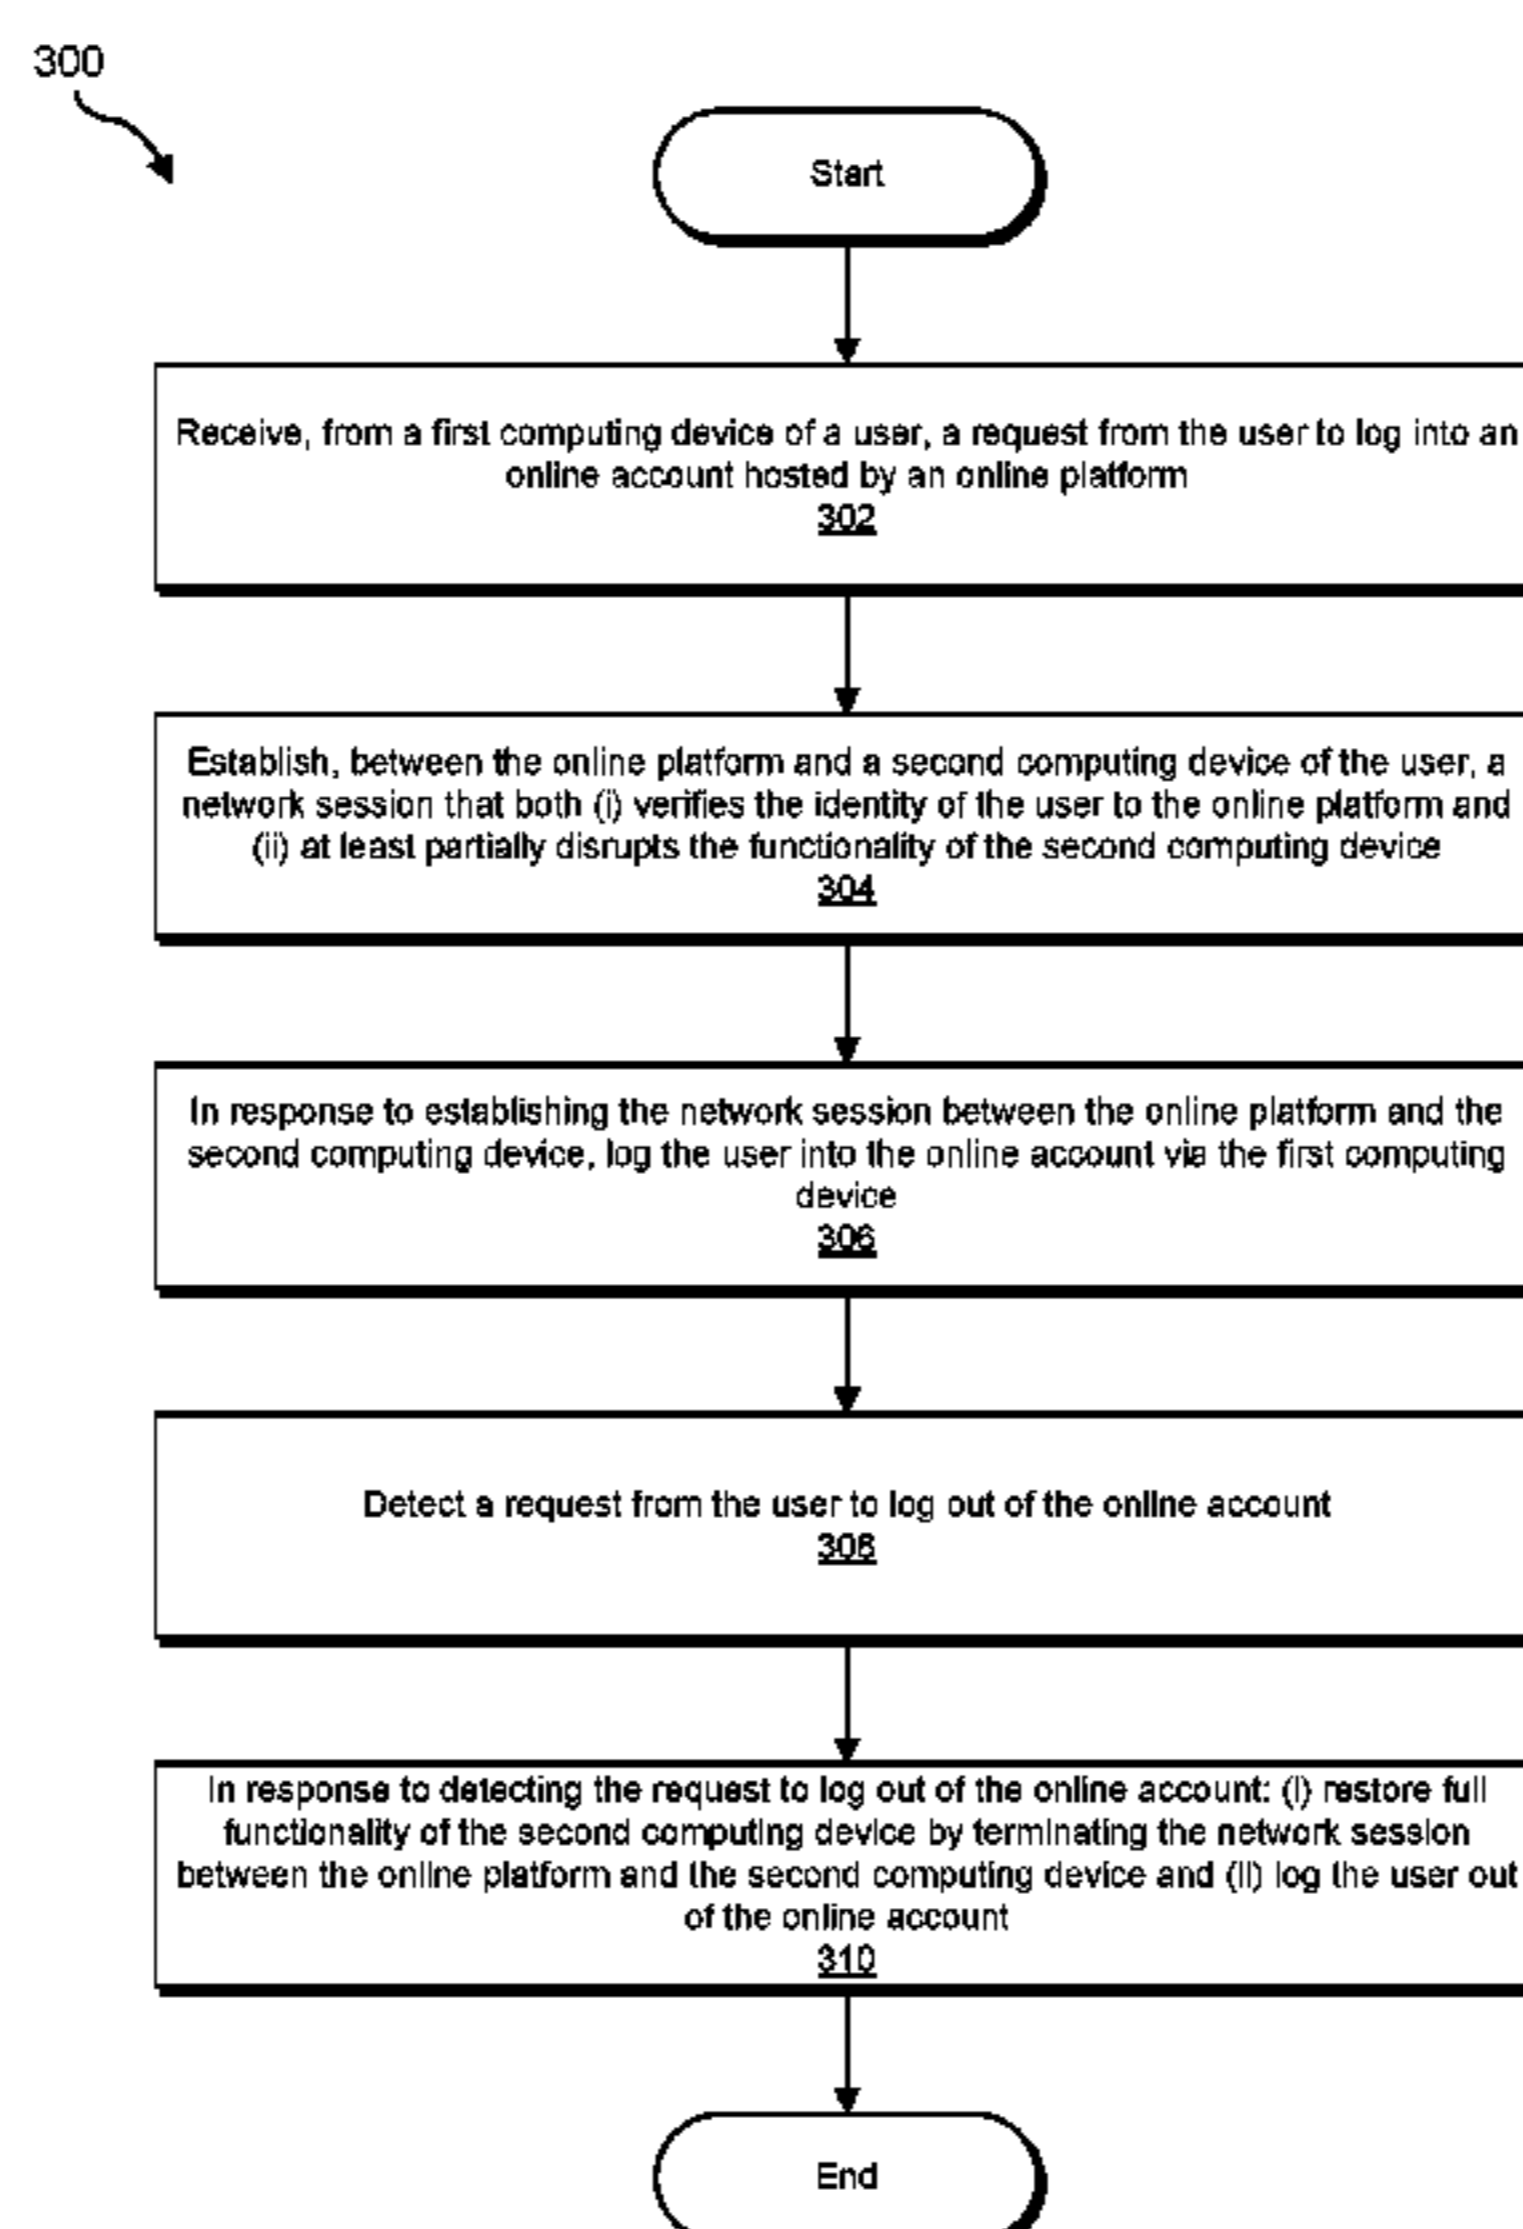 300
Start
Receive, from a first computing device of a user, a request from the user to log into an
online account hosted by an online platform
302
Establish, between the online platform and a second computing device of the user, a
network session that both (i) verifies the identity of the user to the online platform and
(ii) at least partially disrupts the functionality of the second computing device
304
In response to establishing the network session between the online platform and the
second computing device, log the user into the online account via the first computing
device
306
Detect a request from the user to log out of the online account
308
In response to detecting the request to log out of the online account: (i) restore full
functionality of the second computing device by terminating the network session
between the online platform and the second computing device and (ii) log the user out
of the online account
310
End